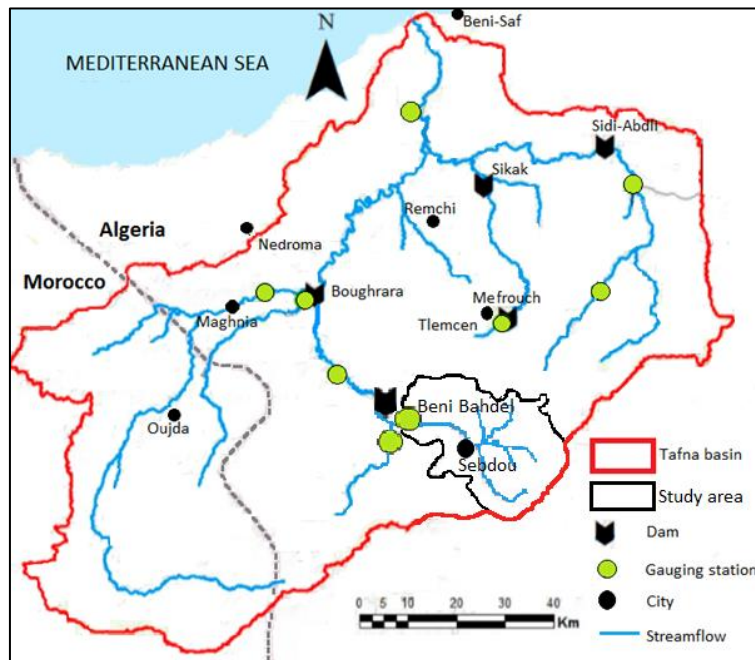 Beni-Saf
N
MEDITERRANEAN SEA
Sidi-Abdli
Sikak
Remchi
Algeria
Nedroma
Morocco
Boughrara
Mefrouch
Maghnia
Tlemcen
Oujda
Beni Bahdel
Sebdou
Tafna basin
Study area
Dam
Gauging station
City
Streamflow
0 5 10 20 30 40
Km